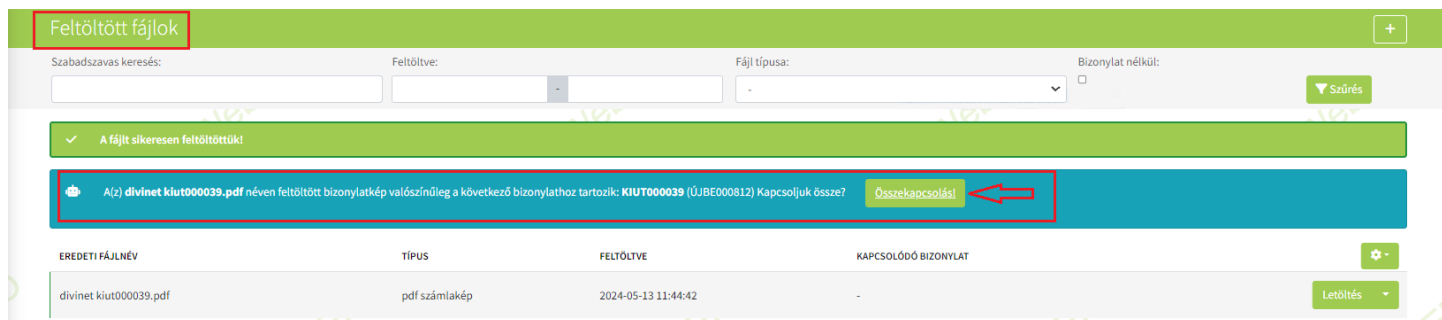 Feltöltött fájlok
+
Szabadszavas keresés: Feltöltve: Fájl típusa: Bizonylat nélkül:
- - Szűrés
A fájlt sikeresen feltöltöttük!
A(z) divinet kiut000039.pdf néven feltöltött bizonylatkép valószínűleg a következő bizonylathoz tartozik: KIUT000039 (ÚJBE000812) Kapcsoljuk össze? Összekapcsolás!
EREDETI FÁJLNÉV TÍPUS FELTÖLTVE KAPCSOLÓDÓ BIZONYLAT
divinet kiut000039.pdf pdf számlakép 2024-05-13 11:44:42 - Letöltés